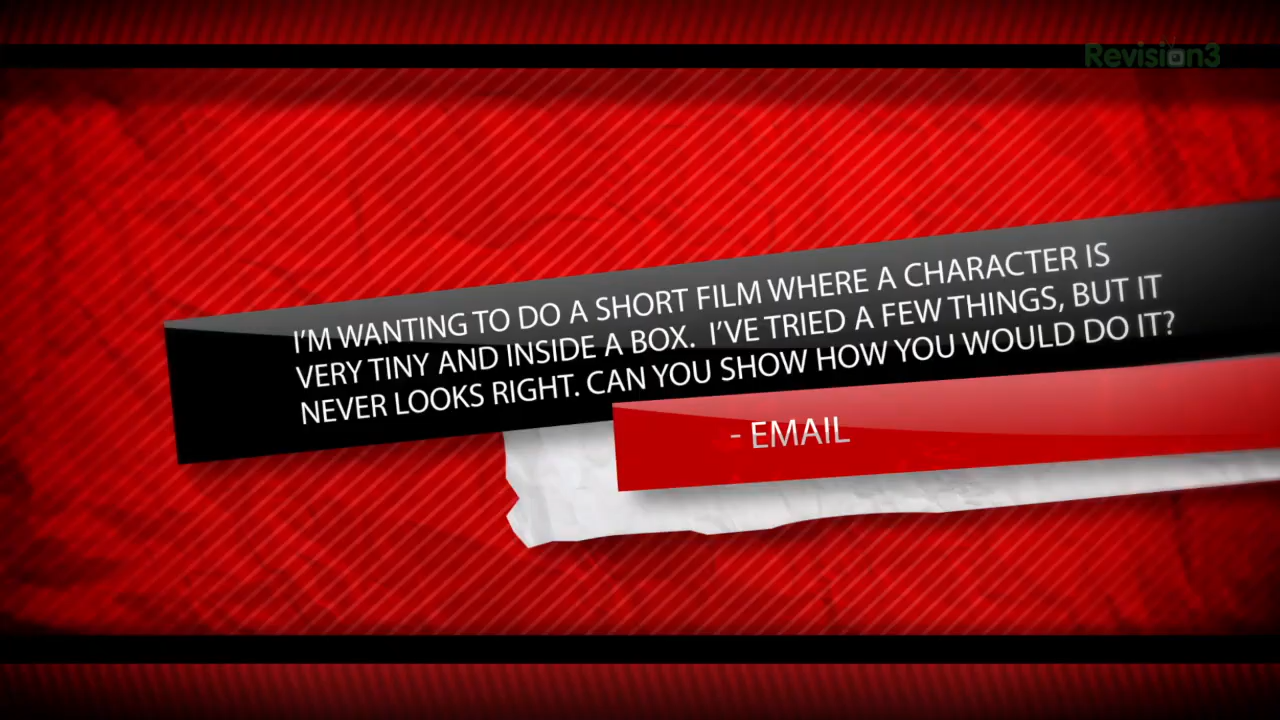 Revision3
I'M WANTING TO DO A SHORT FILM WHERE A CHARACTER IS
VERY TINY AND INSIDE A BOX. I'VE TRIED A FEW THINGS, BUT IT
NEVER LOOKS RIGHT. CAN YOU SHOW HOW YOU WOULD DO IT?
- EMAIL